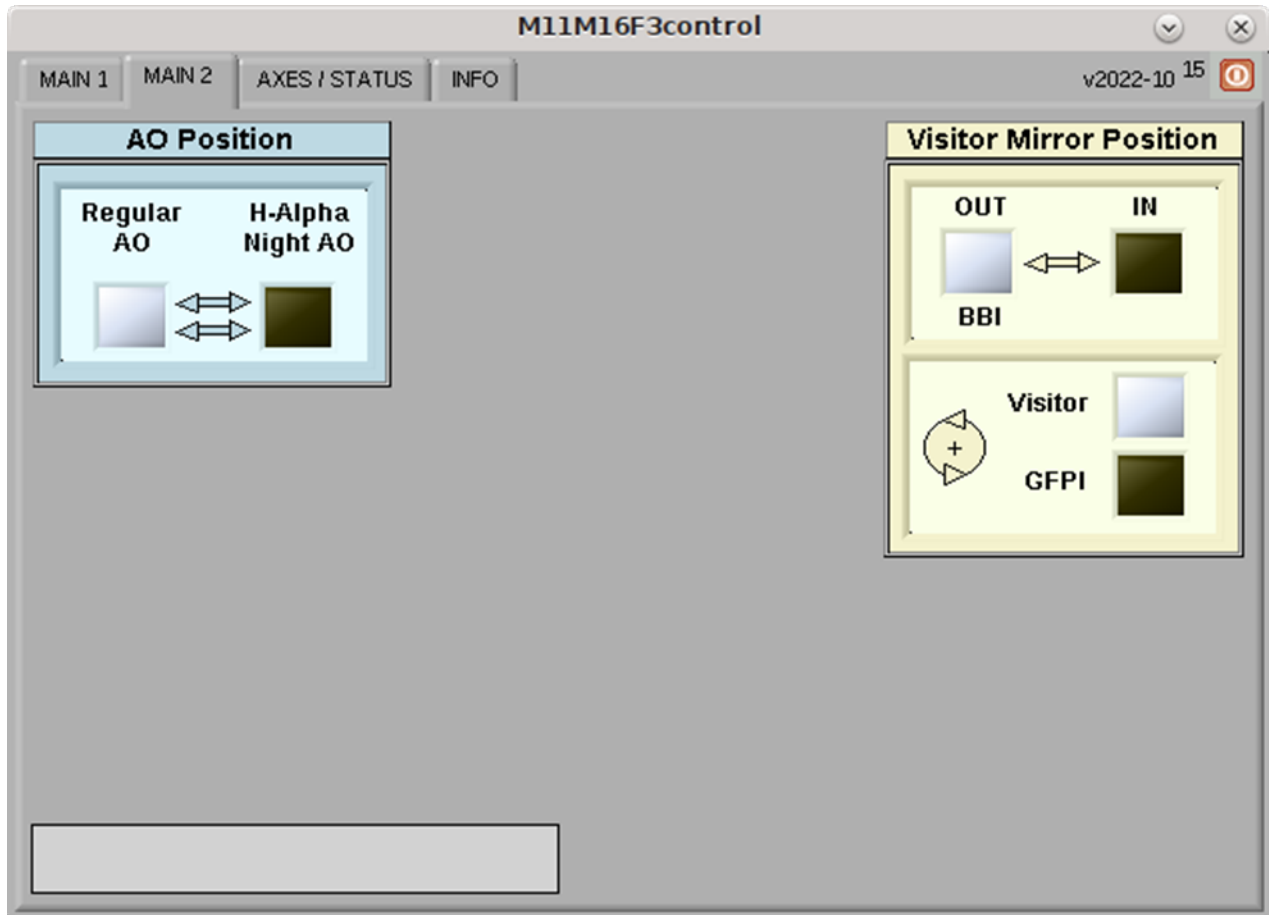 M11M16F3control
MAIN 1 MAIN 2 AXES / STATUS INFO v2022-10 15
AO Position
Regular AO
H-Alpha Night AO
Visitor Mirror Position
OUT IN
BBI
Visitor
GFPI